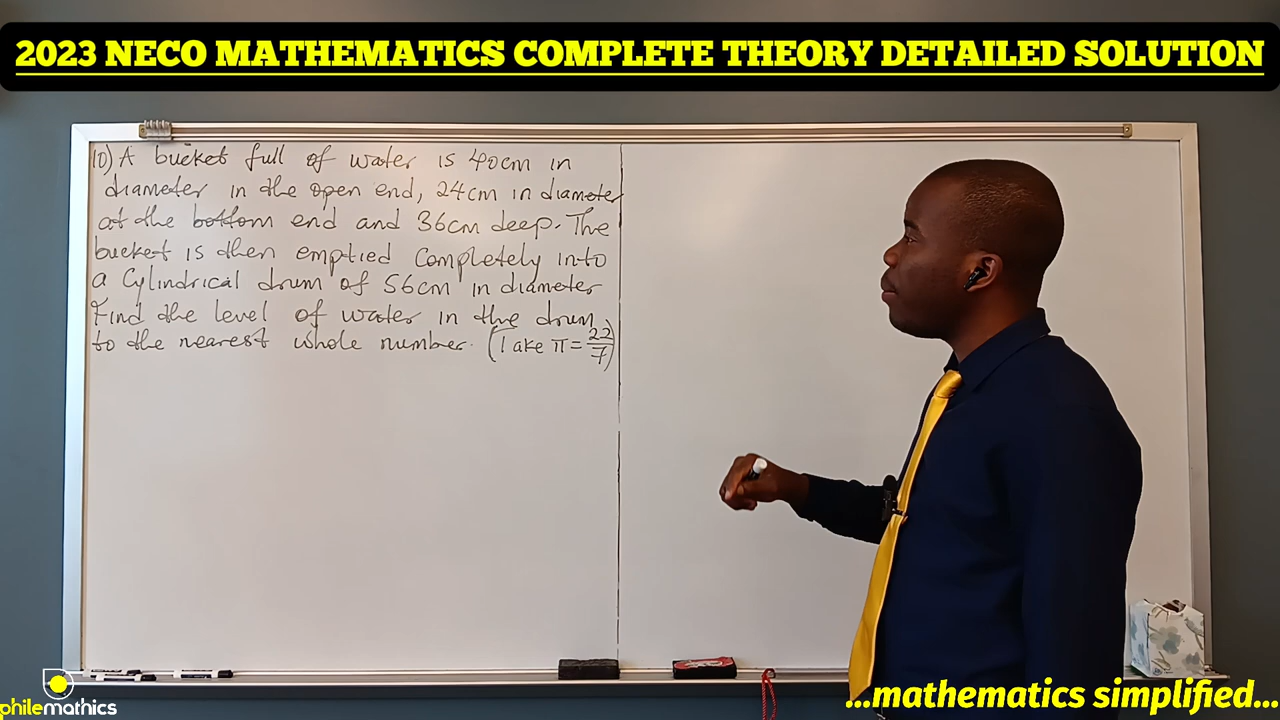 2023 NECO MATHEMATICS COMPLETE THEORY DETAILED SOLUTION
10) A bucket full of water is 40cm in
diameter in the open end, 24cm in diameter
at the bottom end and 36cm deep. The
bucket is then emptied completely into
a Cylindrical drum of 56cm in diameter
Find the level of water in the drum
to the nearest whole number. (Take π = 22/7)
philemathics
...mathematics simplified...